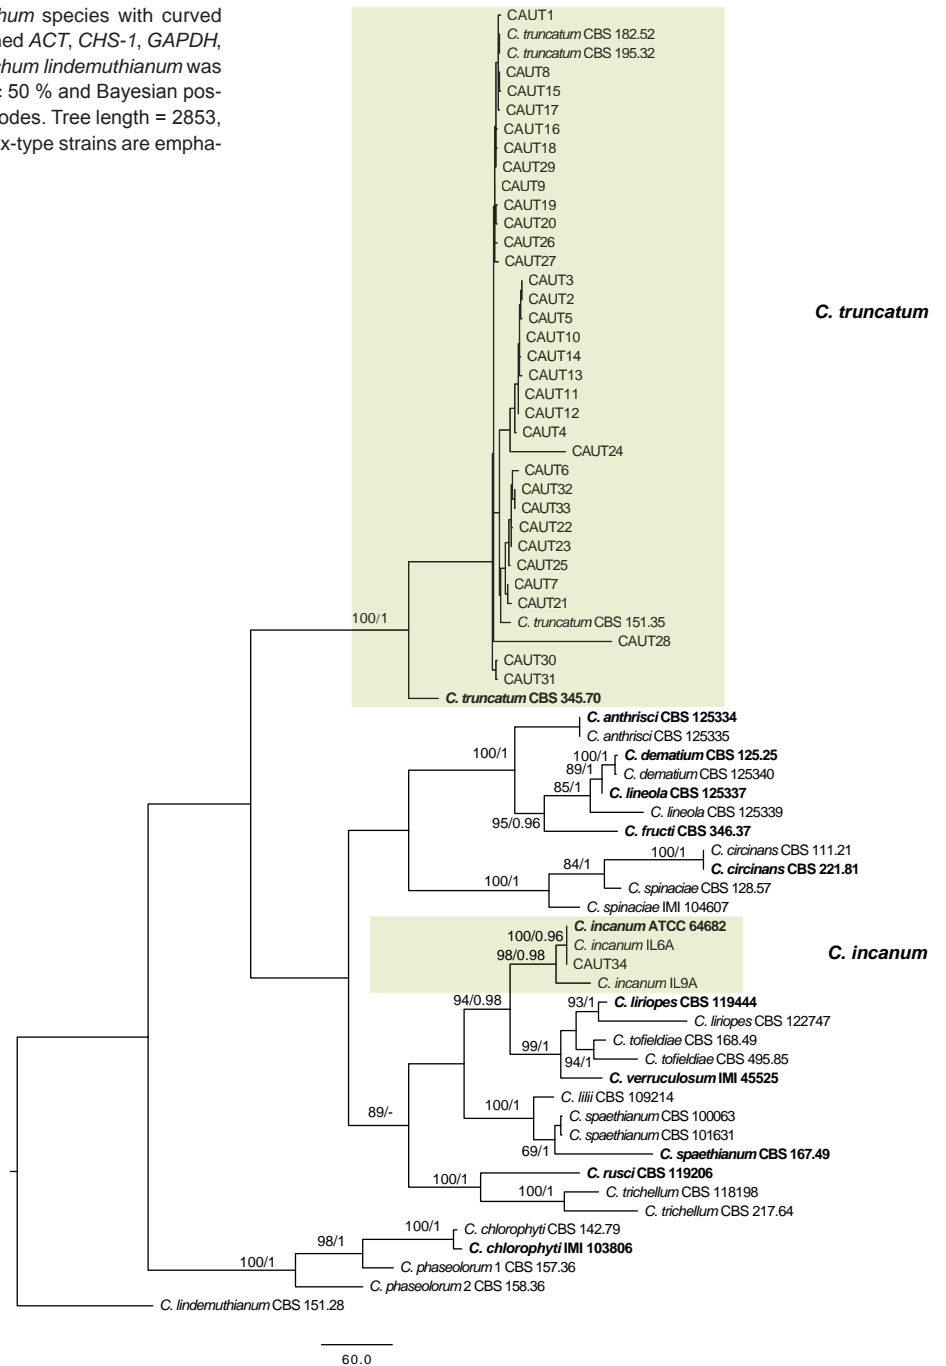 hum species with curved
ned ACT, CHS-1, GAPDH,
chum lindemuthianum was
50 % and Bayesian pos-
odes. Tree length = 2853,
x-type strains are empha-
CAUT1
C. truncatum CBS 182.52
C. truncatum CBS 195.32
CAUT8
CAUT15
CAUT17
CAUT16
CAUT18
CAUT29
CAUT9
CAUT19
CAUT20
CAUT26
CAUT27
CAUT3
CAUT2
C. truncatum
CAUT5
CAUT10
CAUT14
CAUT13
CAUT11
CAUT12
CAUT4
CAUT24
CAUT6
CAUT32
CAUT33
CAUT22
CAUT23
CAUT25
CAUT7
CAUT21
100/1
C. truncatum CBS 151.35
CAUT28
CAUT30
CAUT31
C. truncatum CBS 345.70
C. anthrisci CBS 125334
C. anthrisci CBS 125335
100/1
100/1
C. dematium CBS 125.25
89/1
C. dematium CBS 125340
85/1
C. lineola CBS 125337
C. lineola CBS 125339
95/0.96
C. fructi CBS 346.37
100/1
C. circinans CBS 111.21
84/1
C. circinans CBS 221.81
100/1
C. spinaciae CBS 128.57
C. spinaciae IMI 104607
C. incanum ATCC 64682
100/0.96
C. incanum IL6A
C. incanum
98/0.98
CAUT34
C. incanum IL9A
94/0.98
93/1
C. liriopes CBS 119444
C. liriopes CBS 122747
99/1
C. tofieldiae CBS 168.49
94/1
C. tofieldiae CBS 495.85
C. verruculosum IMI 45525
100/1
C. lilii CBS 109214
89/-
C. spaethianum CBS 100063
C. spaethianum CBS 101631
69/1
C. spaethianum CBS 167.49
100/1
C. rusci CBS 119206
100/1
C. trichellum CBS 118198
C. trichellum CBS 217.64
100/1
C. chlorophyti CBS 142.79
98/1
C. chlorophyti IMI 103806
100/1
C. phaseolorum 1 CBS 157.36
C. phaseolorum 2 CBS 158.36
C. lindemuthianum CBS 151.28
60.0